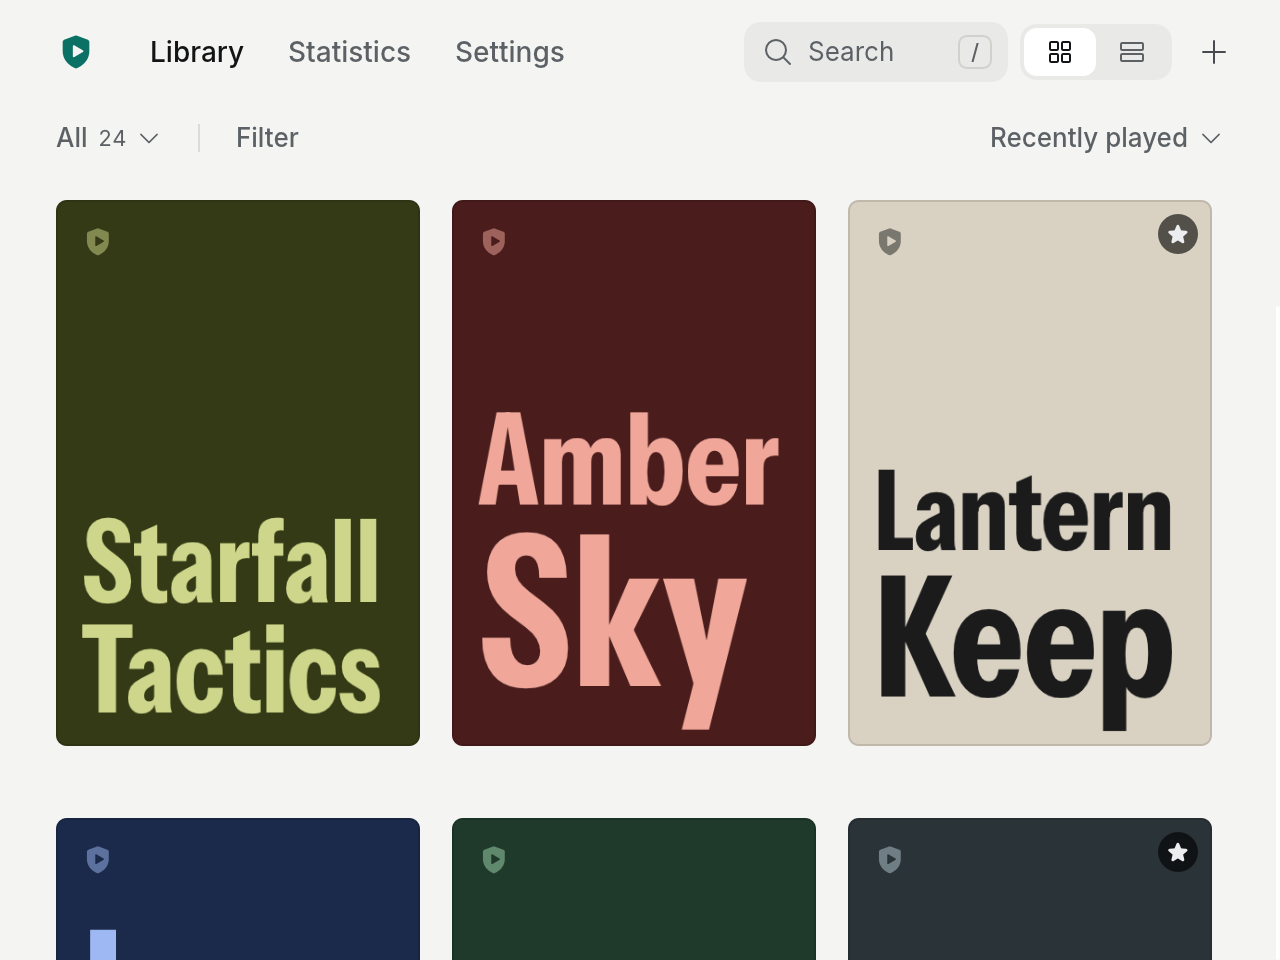 Library
Statistics
Settings
Search
/
All 24
Filter
Recently played
Starfall
Tactics
Amber
Sky
Lantern
Keep